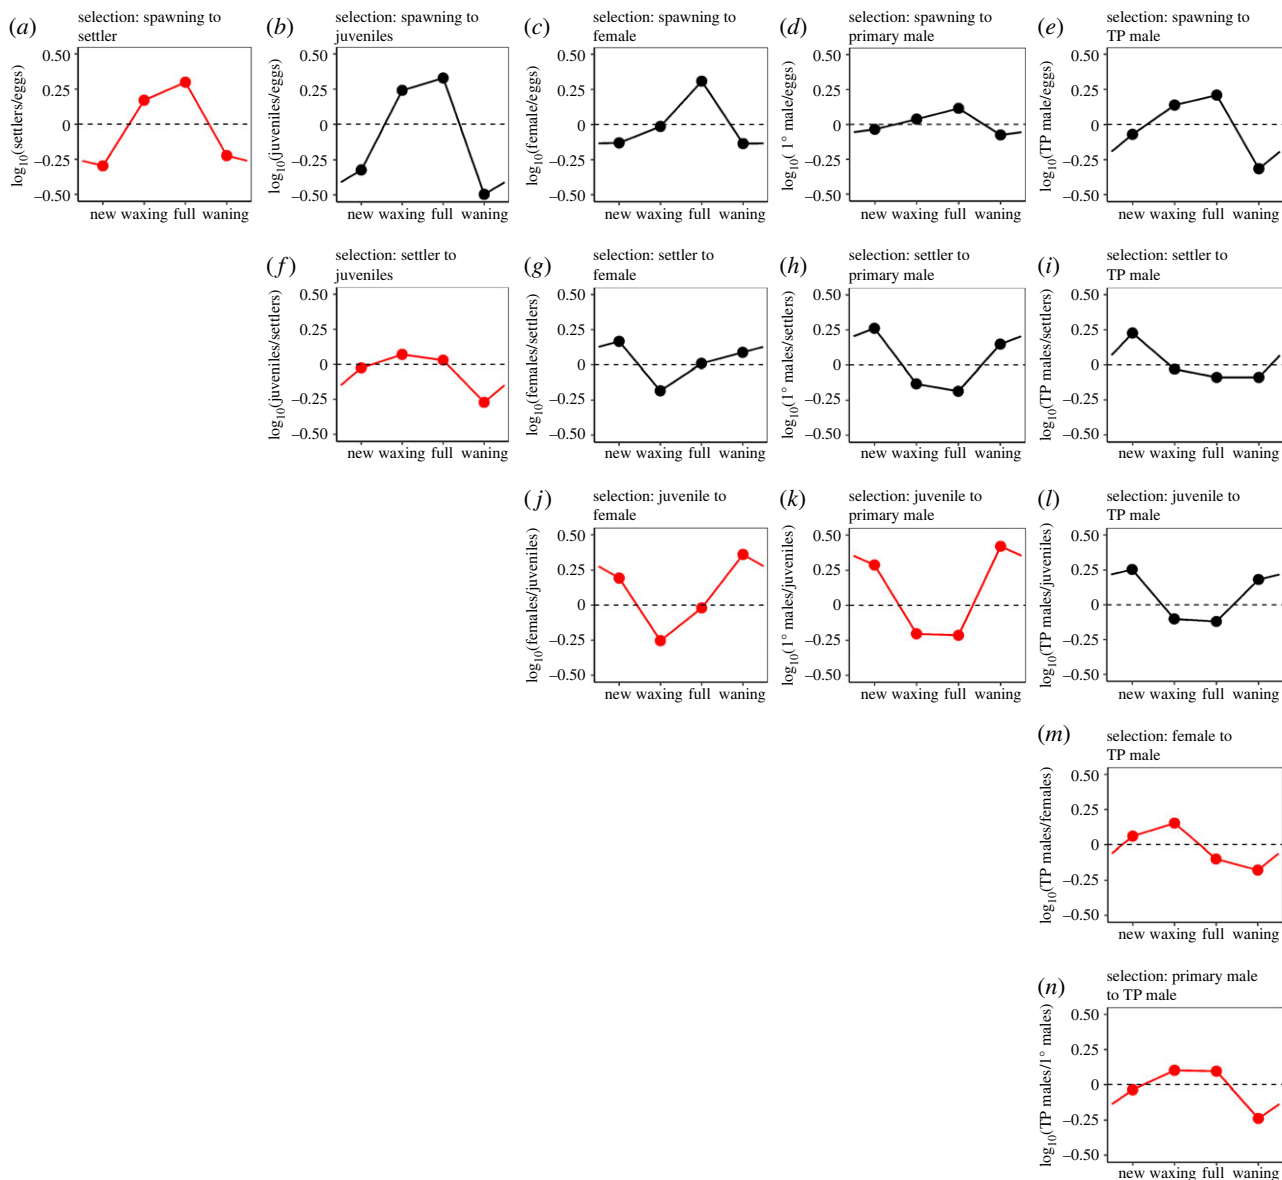 (a) selection: spawning to
settler
log10(settlers/eggs)
0.50
0.25
0
–0.25
–0.50
new waxing full waning
(b) selection: spawning to
juveniles
log10(juveniles/eggs)
0.50
0.25
0
–0.25
–0.50
new waxing full waning
(c) selection: spawning to
female
log10(female/eggs)
0.50
0.25
0
–0.25
–0.50
new waxing full waning
(d) selection: spawning to
primary male
log10(1° male/eggs)
0.50
0.25
0
–0.25
–0.50
new waxing full waning
(e) selection: spawning to
TP male
log10(TP male/eggs)
0.50
0.25
0
–0.25
–0.50
new waxing full waning
(f) selection: settler to
juveniles
log10(juveniles/settlers)
0.50
0.25
0
–0.25
–0.50
new waxing full waning
(g) selection: settler to
female
log10(females/settlers)
0.50
0.25
0
–0.25
–0.50
new waxing full waning
(h) selection: settler to
primary male
log10(1° males/settlers)
0.50
0.25
0
–0.25
–0.50
new waxing full waning
(i) selection: settler to
TP male
log10(TP males/settlers)
0.50
0.25
0
–0.25
–0.50
new waxing full waning
(j) selection: juvenile to
female
log10(females/juveniles)
0.50
0.25
0
–0.25
–0.50
new waxing full waning
(k) selection: juvenile to
primary male
log10(1° males/juveniles)
0.50
0.25
0
–0.25
–0.50
new waxing full waning
(l) selection: juvenile to
TP male
log10(TP males/juveniles)
0.50
0.25
0
–0.25
–0.50
new waxing full waning
(m) selection: female to
TP male
log10(TP males/females)
0.50
0.25
0
–0.25
–0.50
new waxing full waning
(n) selection: primary male
to TP male
log10(TP males/1° males)
0.50
0.25
0
–0.25
–0.50
new waxing full waning